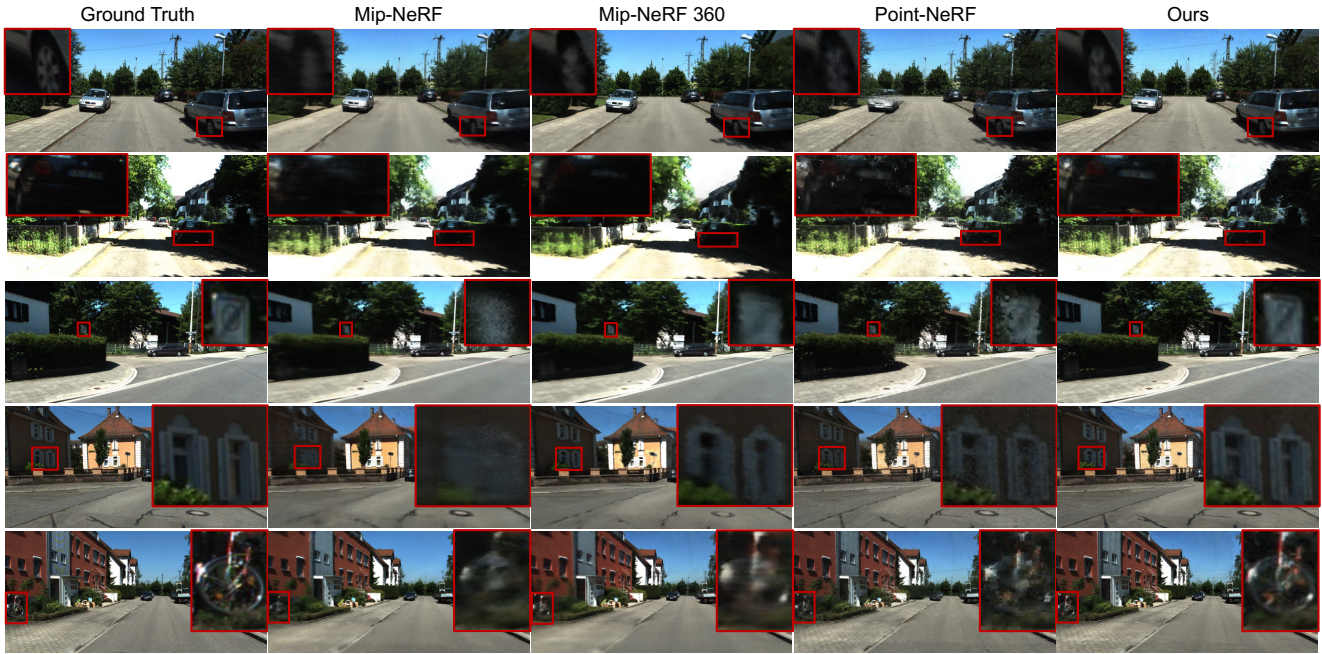 Ground Truth
Mip-NeRF
Mip-NeRF 360
Point-NeRF
Ours